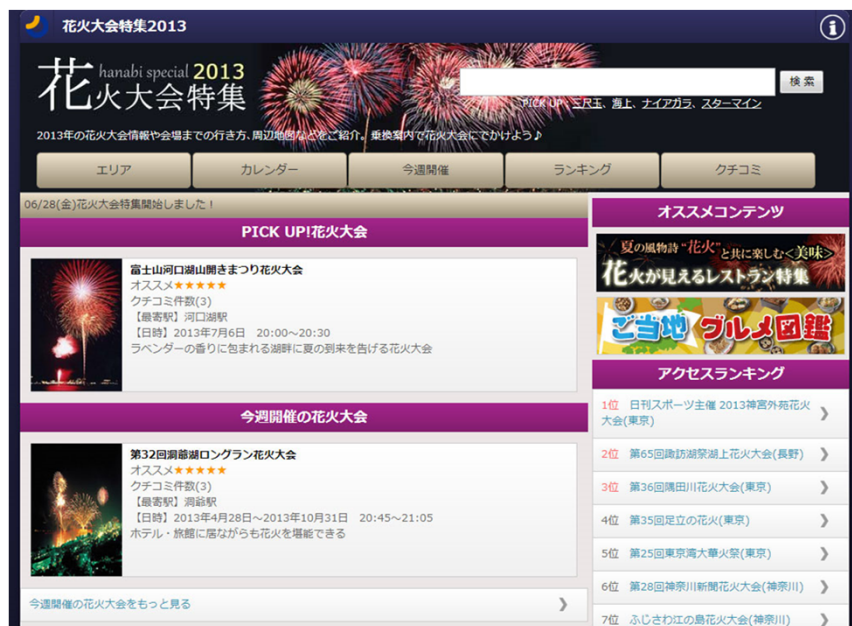 花火大会特集2013
花火大会特集
hanabi special 2013
検索
PICK UP：三尺玉、海上、ナイアガラ、スターマイン
2013年の花火大会情報や会場までの行き方、周辺地図などをご紹介。乗換案内で花火大会にでかけよう♪
エリア
カレンダー
今週開催
ランキング
クチコミ
06/28(金)花火大会特集開始しました！
PICK UP!花火大会
富士山河口湖山開きまつり花火大会
オススメ★★★★★
クチコミ件数(3)
【最寄駅】河口湖駅
【日時】2013年7月6日　20:00～20:30
ラベンダーの香りに包まれる湖畔に夏の到来を告げる花火大会
今週開催の花火大会
第32回洞爺湖ロングラン花火大会
オススメ★★★★★
クチコミ件数(3)
【最寄駅】洞爺駅
【日時】2013年4月28日～2013年10月31日　20:45～21:05
ホテル・旅館に居ながらも花火を堪能できる
今週開催の花火大会をもっと見る
オススメコンテンツ
夏の風物詩“花火”と共に楽しむ＜美味＞
花火が見えるレストラン特集
ご当地グルメ図鑑
アクセスランキング
1位　日刊スポーツ主催 2013神宮外苑花火
大会(東京)
2位　第65回諏訪湖祭湖上花火大会(長野)
3位　第36回隅田川花火大会(東京)
4位　第35回足立の花火(東京)
5位　第25回東京湾大華火祭(東京)
6位　第28回神奈川新聞花火大会(神奈川)
7位　ふじさわ江の島花火大会(神奈川)